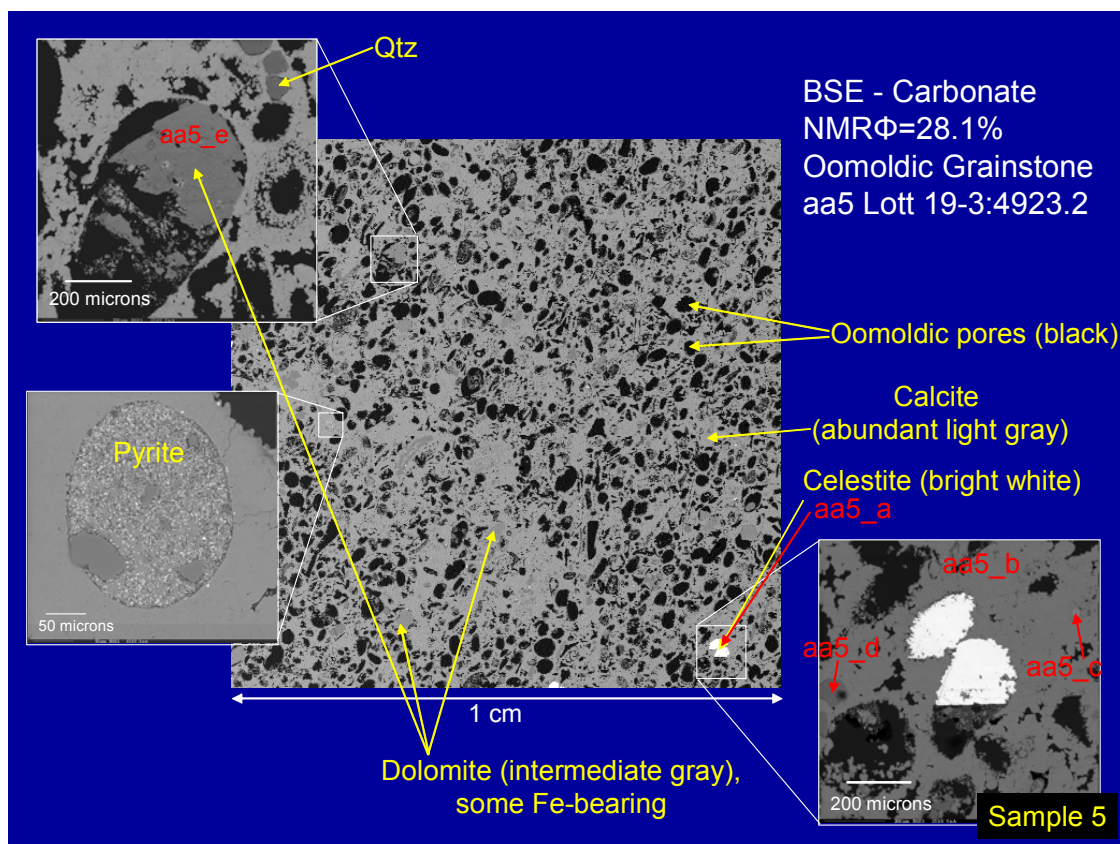 Qtz
aa5_e
200 microns
BSE - Carbonate
NMRΦ=28.1%
Oomoldic Grainstone
aa5 Lott 19-3:4923.2
Oomoldic pores (black)
Calcite
(abundant light gray)
Celestite (bright white)
aa5_a
Pyrite
50 microns
aa5_b
aa5_d
aa5_c
200 microns
1 cm
Dolomite (intermediate gray),
some Fe-bearing
Sample 5